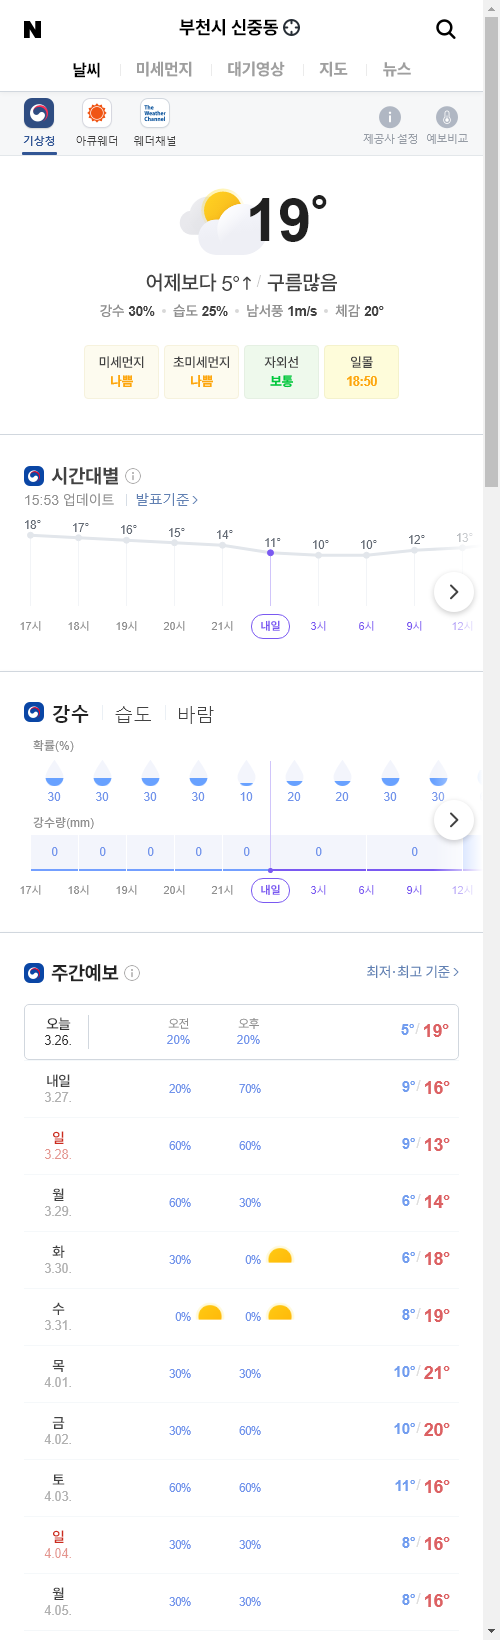 N 부천시 신중동
날씨 미세먼지 대기영상 지도 뉴스
The Weather Channel
기상청 아큐웨더 웨더채널 제공사 설정 예보비교
19°
어제보다 5°↑ / 구름많음
강수 30% • 습도 25% • 남서풍 1m/s • 체감 20°
미세먼지 초미세먼지 자외선 일몰
나쁨 나쁨 보통 18:50
시간대별
15:53 업데이트 발표기준 >
18° 17° 16° 15° 14° 11° 10° 10° 12° 13°
17시 18시 19시 20시 21시 내일 3시 6시 9시 12시
강수 습도 바람
확률(%)
30 30 30 30 10 20 20 30 30
강수량(mm)
0 0 0 0 0 0 0
17시 18시 19시 20시 21시 내일 3시 6시 9시 12시
주간예보 최저·최고 기준 >
오늘 3.26. 오전 20% 오후 20% 5° / 19°
내일 3.27. 20% 70% 9° / 16°
일 3.28. 60% 60% 9° / 13°
월 3.29. 60% 30% 6° / 14°
화 3.30. 30% 0% 6° / 18°
수 3.31. 0% 0% 8° / 19°
목 4.01. 30% 30% 10° / 21°
금 4.02. 30% 60% 10° / 20°
토 4.03. 60% 60% 11° / 16°
일 4.04. 30% 30% 8° / 16°
월 4.05. 30% 30% 8° / 16°